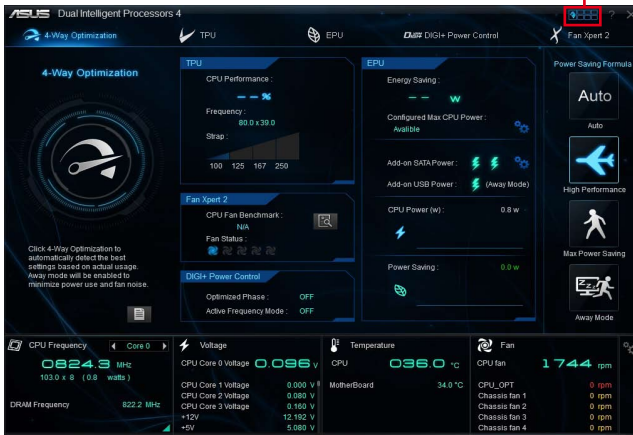 ASUS Dual Intelligent Processors 4
?
4-Way Optimization
TPU
EPU
DIGI+ Power Control
Fan Xpert 2
4-Way Optimization
Click 4-Way Optimization to
automatically detect the best
settings based on actual usage.
Away mode will be enabled to
minimize power use and fan noise.
TPU
CPU Performance :
– – %
Frequency :
80.0 x39.0
Strap :
100 125 167 250
Fan Xpert 2
CPU Fan Benchmark :
N/A
Fan Status :
DIGI+ Power Control
Optimized Phase : OFF
Active Frequency Mode : OFF
EPU
Energy Saving :
– – w
Configured Max CPU Power :
Avalible
Add-on SATA Power :
Add-on USB Power : (Away Mode)
CPU Power (w) : 0.8 w
Power Saving : 0.0 w
Power Saving Formula
Auto
Auto
High Performance
Max Power Saving
Zzz
Away Mode
CPU Frequency Core 0
0824.3 MHz
103.0 x 8 (0.8 watts )
DRAM Frequency 822.2 MHz
Voltage
CPU Core 0 Voltage 0.096 v
CPU Core 1 Voltage 0.000 V
CPU Core 2 Voltage 0.080 V
CPU Core 3 Voltage 0.160 V
+12V 12.192 V
+5V 5.080 V
Temperature
CPU 036.0 °C
MotherBoard 34.0 °C
Fan
CPU fan 1744 rpm
CPU_OPT 0 rpm
Chassis fan 1 0 rpm
Chassis fan 2 0 rpm
Chassis fan 3 0 rpm
Chassis fan 4 0 rpm